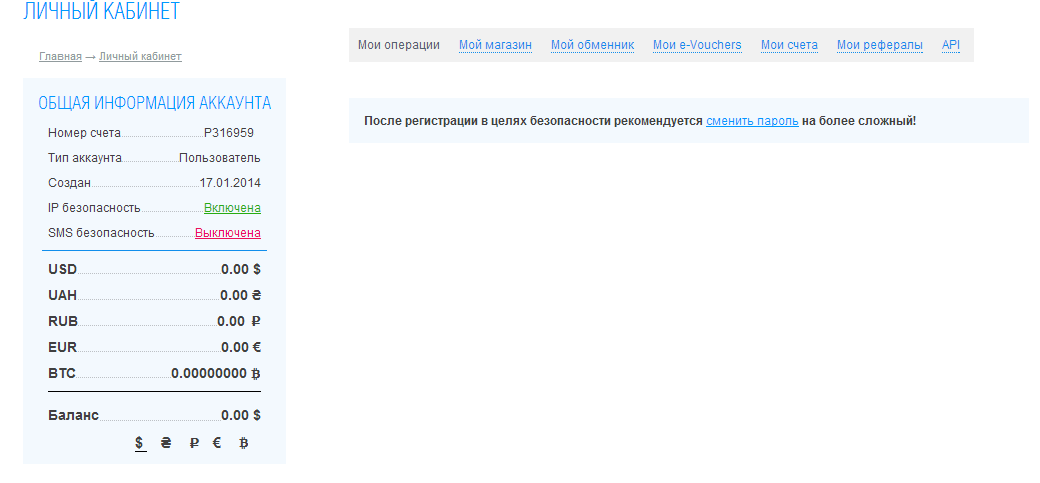 ЛИЧНЫЙ КАБИНЕТ
Мои операции Мой магазин Мой обменник Мои e-Vouchers Мои счета Мои рефералы API
Главная → Личный кабинет
ОБЩАЯ ИНФОРМАЦИЯ АККАУНТА
Номер счета P316959
Тип аккаунта Пользователь
Создан 17.01.2014
IP безопасность Включена
SMS безопасность Выключена
USD 0.00 $
UAH 0.00 ₴
RUB 0.00 ₽
EUR 0.00 €
BTC 0.00000000 ₿
Баланс 0.00 $
$ ₴ ₽ € ₿
После регистрации в целях безопасности рекомендуется сменить пароль на более сложный!